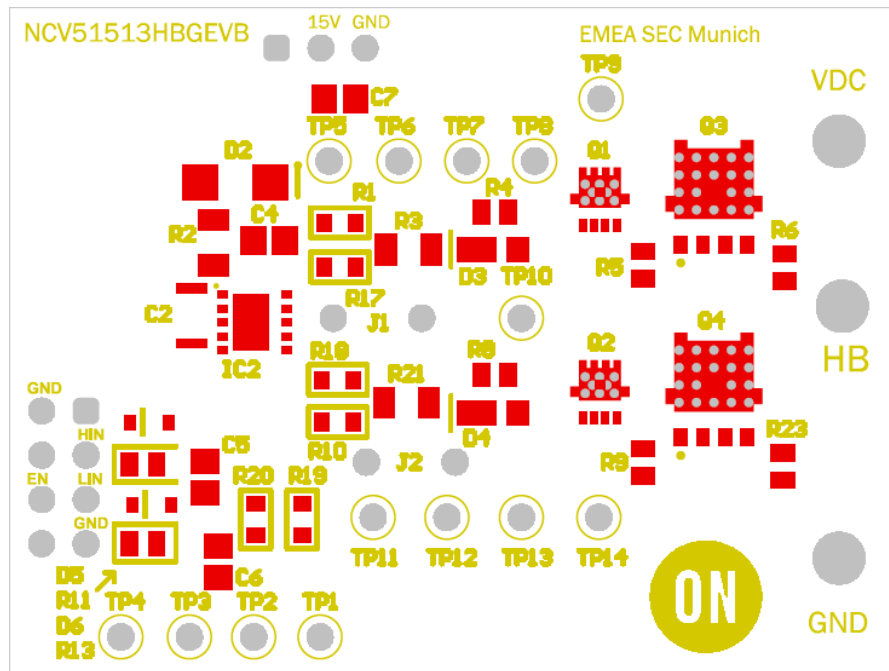 NCV51513HBGEVB
15V GND
EMEA SEC Munich
TP9
VDC
C7
TP5 TP6 TP7 TP8
Q1 Q3
D2
R1 R4
C4 R3
R2
R6
D3 TP10
R5
R17
C2
J1
IC2
HB
Q4
Q2
R18
R8
R21
GND
HIN
C5
R10
D4
R23
J2
R9
EN LIN
R20 R19
GND
TP11 TP12 TP13 TP14
D5
C6
R11 TP4 TP3 TP2 TP1
D6
R13
ON
GND